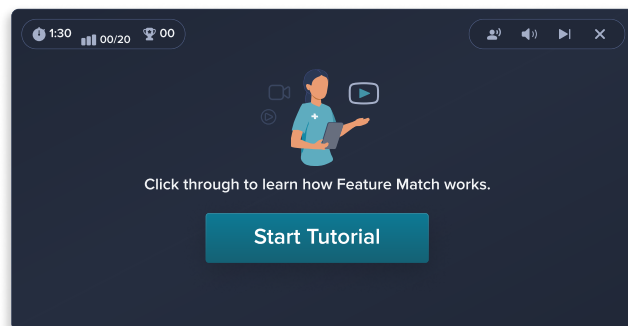 1:30 00/20 00
Click through to learn how Feature Match works.
Start Tutorial